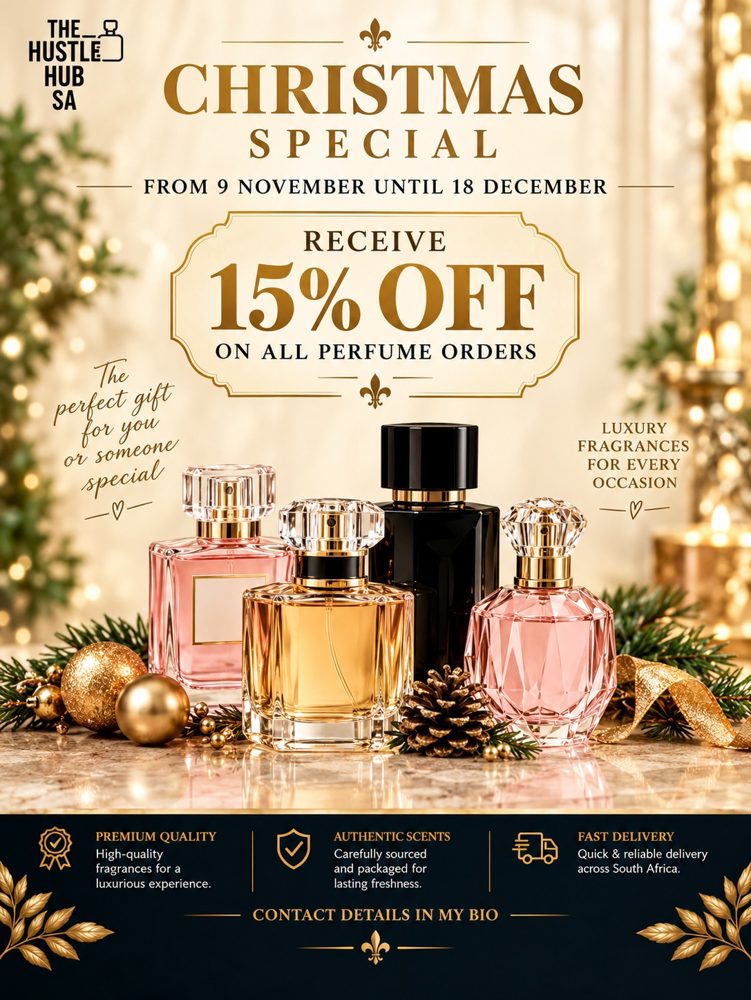 THE_
HUSTLE
HUB
SA
CHRISTMAS
SPECIAL
FROM 9 NOVEMBER UNTIL 18 DECEMBER
RECEIVE
15% OFF
ON ALL PERFUME ORDERS
The
perfect gift
for you
or someone
special
LUXURY
FRAGRANCES
FOR EVERY
OCCASION
PREMIUM QUALITY
High-quality
fragrances for a
luxurious experience.
AUTHENTIC SCENTS
Carefully sourced
and packaged for
lasting freshness.
FAST DELIVERY
Quick & reliable delivery
across South Africa.
CONTACT DETAILS IN MY BIO